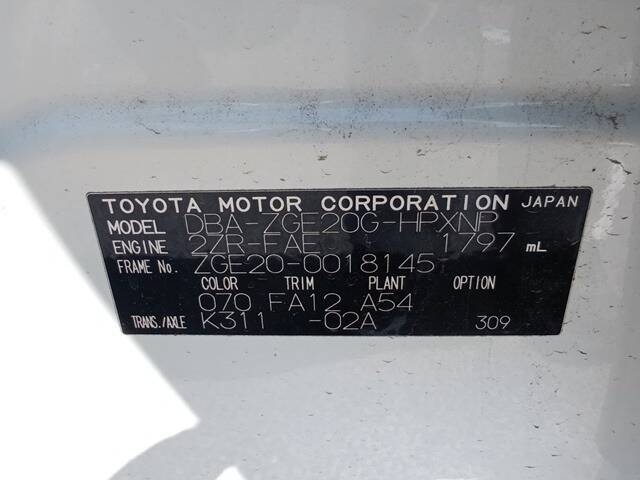 TOYOTA MOTOR CORPORATION JAPAN
MODEL DBA-ZGE20G-HPXNP
ENGINE 2ZR-FAE 1797 mL
FRAME No. ZGE20-0018145
COLOR TRIM PLANT OPTION
070 FA12 A54
TRANS./AXLE K311 -02A 309